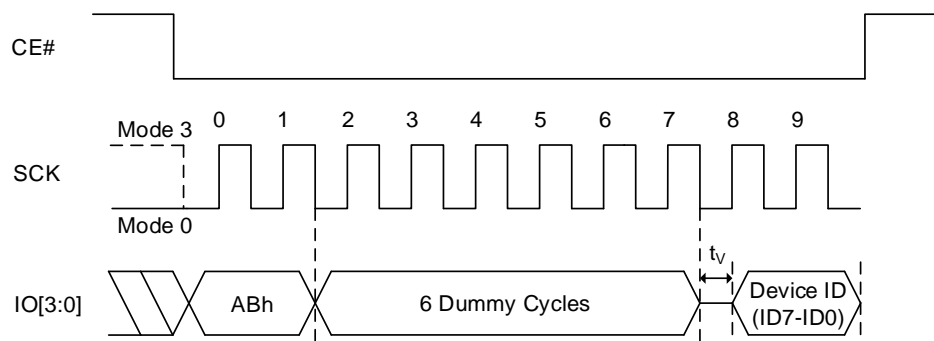 CE#
0 1 2 3 4 5 6 7 8 9
Mode 3
SCK
Mode 0
tV
IO[3:0]
ABh
6 Dummy Cycles
Device ID
(ID7-ID0)